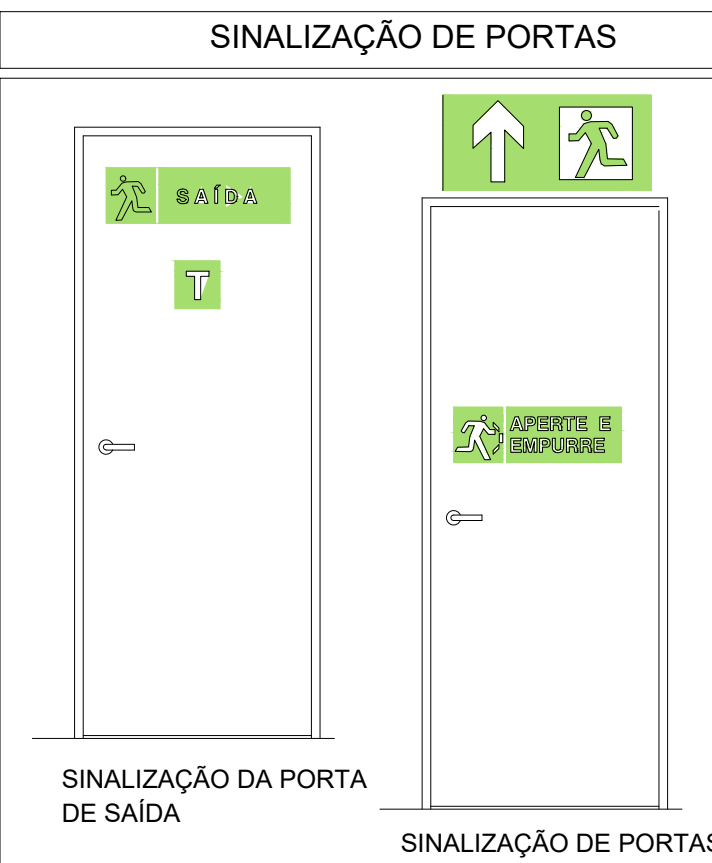 SINALIZAÇÃO DE PORTAS
SAÍDA
T
APERTE E
EMPURRE
SINALIZAÇÃO DA PORTA
DE SAÍDA
SINALIZAÇÃO DE PORTAS